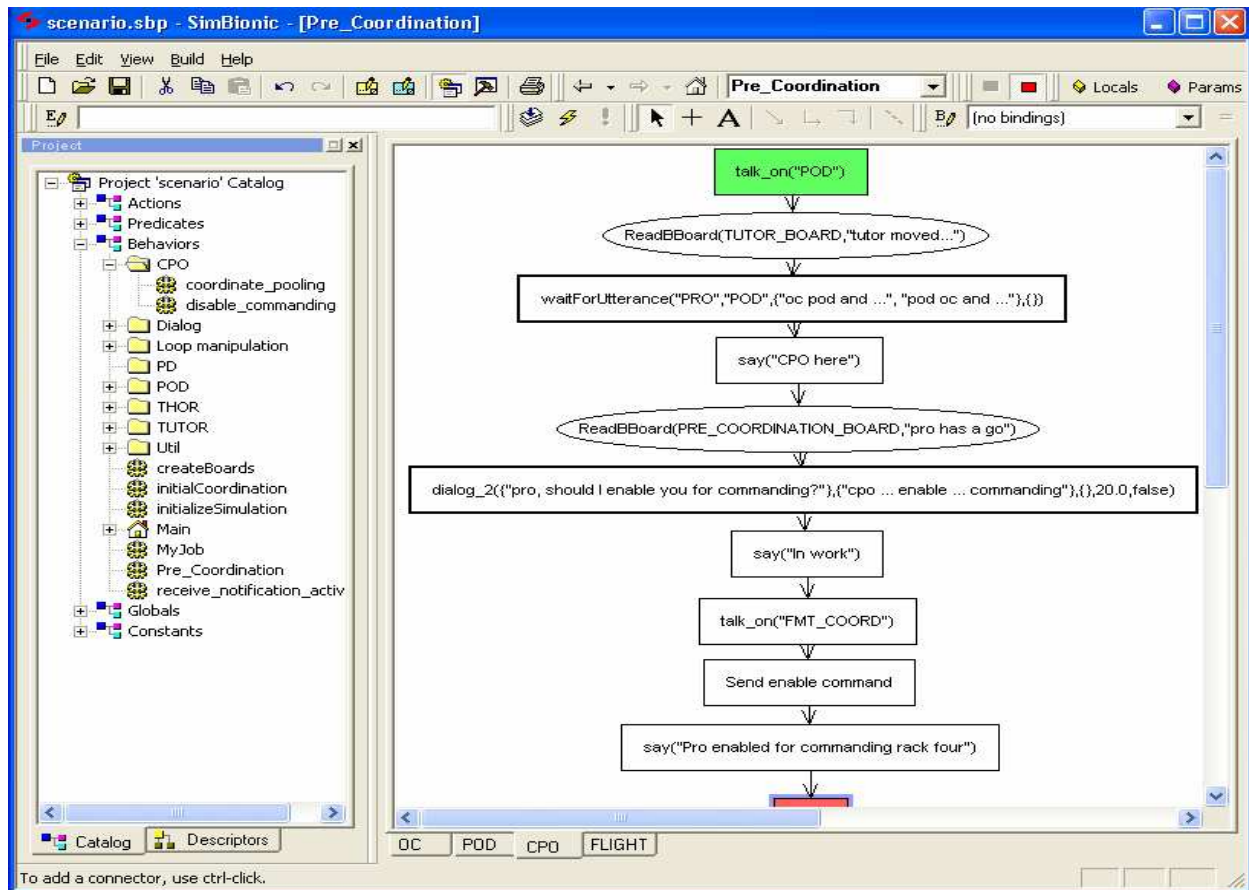 scenario.sbp - SimBionic - [Pre_Coordination]
File Edit View Build Help
Pre_Coordination
Locals
Params
(no bindings)
Project
Project 'scenario' Catalog
Actions
Predicates
Behaviors
CPO
coordinate_pooling
disable_commanding
Dialog
Loop manipulation
PD
POD
THOR
TUTOR
Util
createBoards
initialCoordination
initializeSimulation
Main
MyJob
Pre_Coordination
receive_notification_activ
Globals
Constants
Catalog
Descriptors
talk_on("POD")
ReadBBoard(TUTOR_BOARD,"tutor moved...")
waitForUtterance("PRO","POD",{"oc pod and ...", "pod oc and ..."},{})
say("CPO here")
ReadBBoard(PRE_COORDINATION_BOARD,"pro has a go")
dialog_2({"pro, should I enable you for commanding?"},{"cpo ... enable ... commanding"},{},20.0,false)
say("In work")
talk_on("FMT_COORD")
Send enable command
say("Pro enabled for commanding rack four")
OC POD CPO FLIGHT
To add a connector, use ctrl-click.